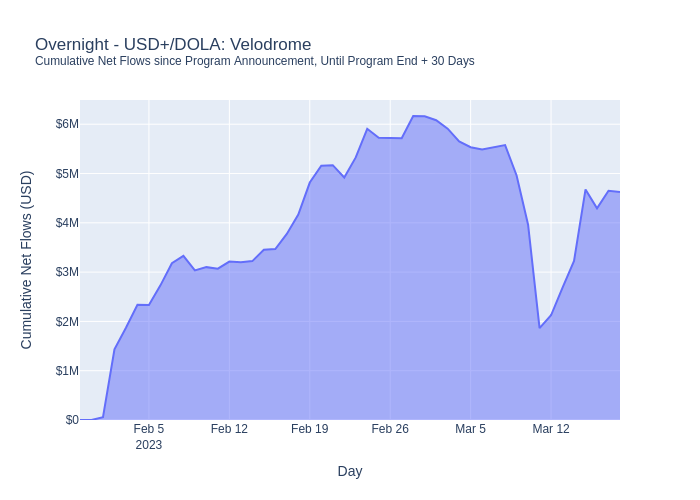 Overnight - USD+/DOLA: Velodrome
Cumulative Net Flows since Program Announcement, Until Program End + 30 Days
Cumulative Net Flows (USD)
$6M
$5M
$4M
$3M
$2M
$1M
$0
Feb 5
2023
Feb 12
Feb 19
Feb 26
Mar 5
Mar 12
Day